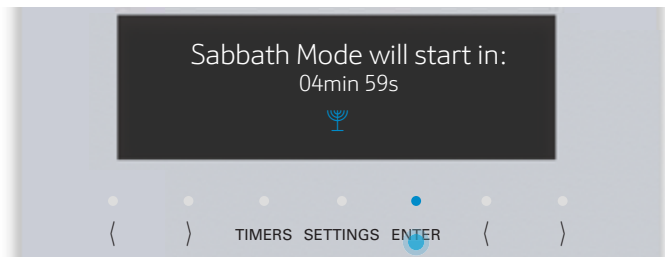 Sabbath Mode will start in:
04min 59s
⟨ ⟩ TIMERS SETTINGS ENTER ⟨ ⟩